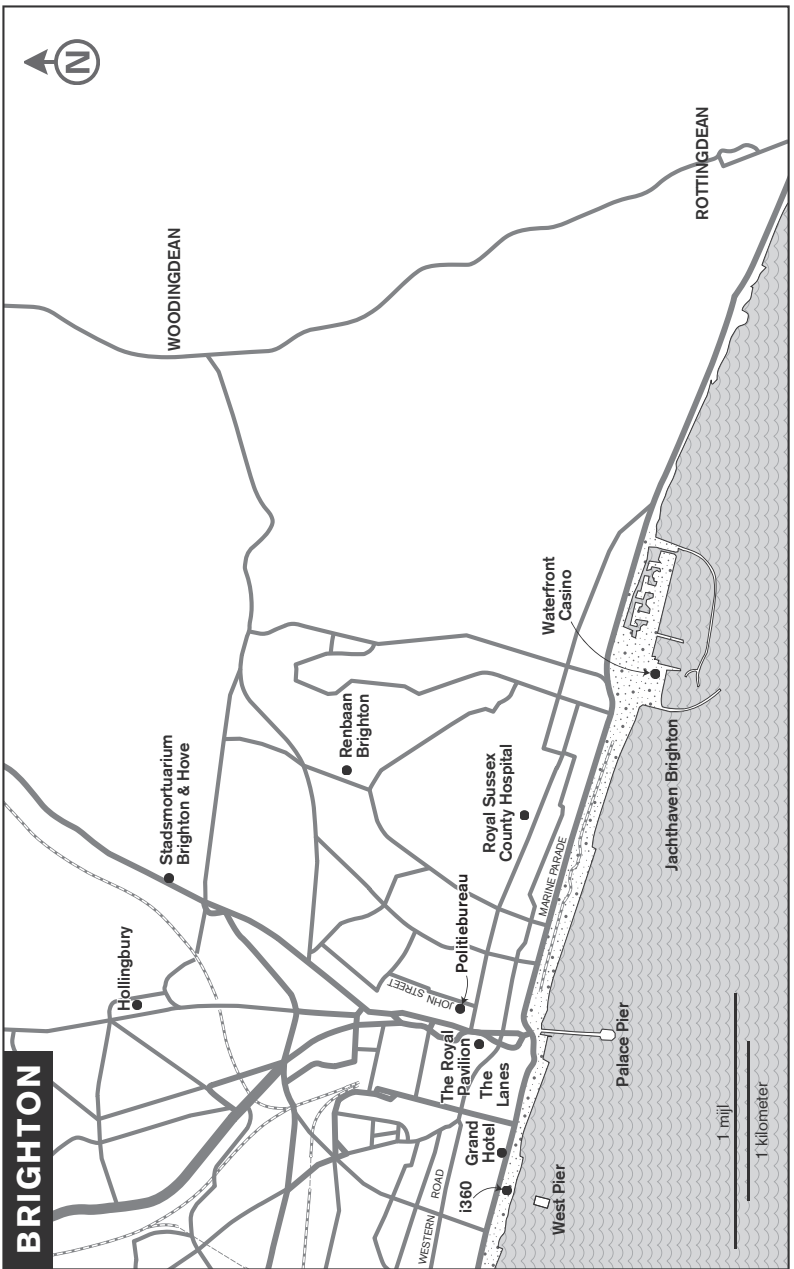 BRIGHTON
N
Hollingbury
Stadsmortuarium
Brighton & Hove
WOODINGDEAN
Renbaan
Brighton
JOHN STREET
Politiebureau
The Royal
Pavilion
The
Lanes
Royal Sussex
County Hospital
WESTERN ROAD
i360
Grand
Hotel
MARINE PARADE
Waterfront
Casino
ROTTINGDEAN
West Pier
Palace Pier
Jachthaven Brighton
1 mijl
1 kilometer